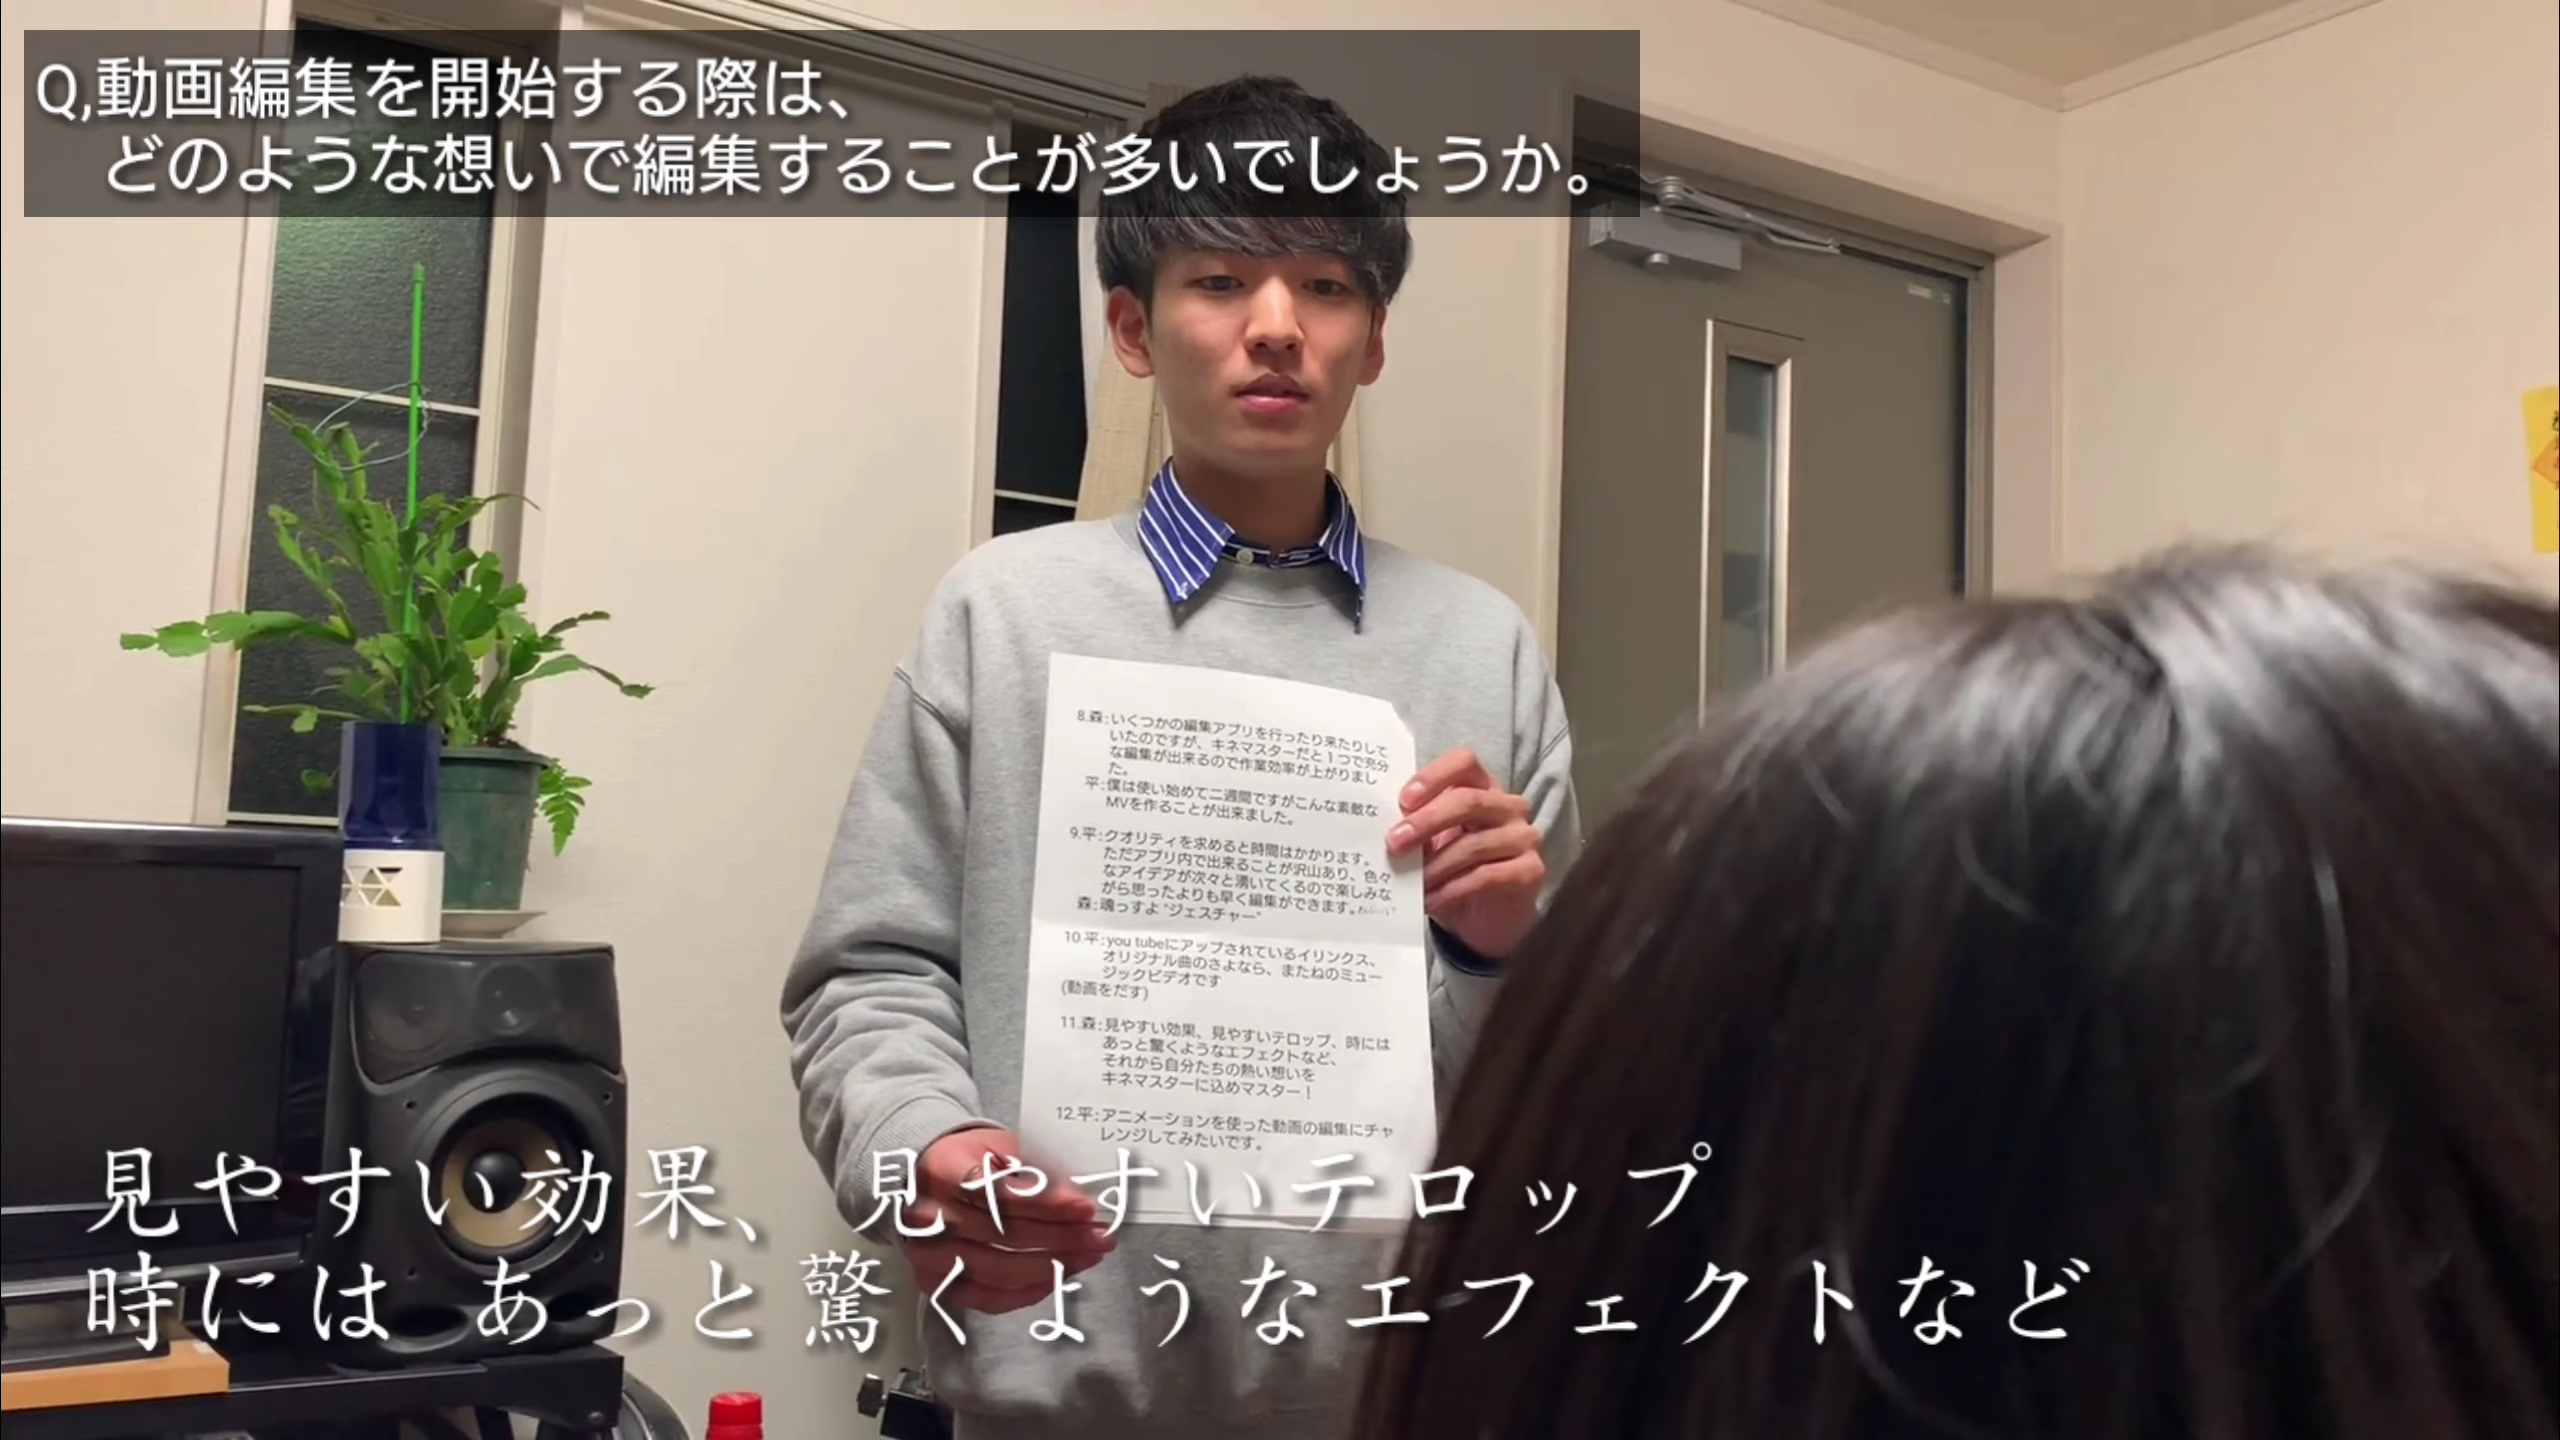 Q,動画編集を開始する際は、
どのような想いで編集することが多いでしょうか。
8.森:いくつかの編集アプリを行ったり来たりして
いたのですが、キネマスターだと1つで充分
な編集が出来るので作業効率が上がりまし
た。
平:僕は使い始めて二週間ですがこんな素敵な
MVを作ることが出来ました。
9.平:クオリティを求めると時間はかかります。
ただアプリ内で出来ることが沢山あり、色々
なアイデアが次々と湧いてくるので楽しみな
がら思ったよりも早く編集ができます。
森:魂っすよ"ジェスチャー"
10.平:you tubeにアップされているイリンクス、
オリジナル曲のさよなら、またねのミュー
ジックビデオです
(動画をだす)
11.森:見やすい効果、見やすいテロップ、時には
あっと驚くようなエフェクトなど、
それから自分たちの熱い想いを
キネマスターに込めマスター!
12.平:アニメーションを使った動画の編集にチャ
レンジしてみたいです。
見やすい効果、見やすいテロップ
時には あっと驚くようなエフェクトなど